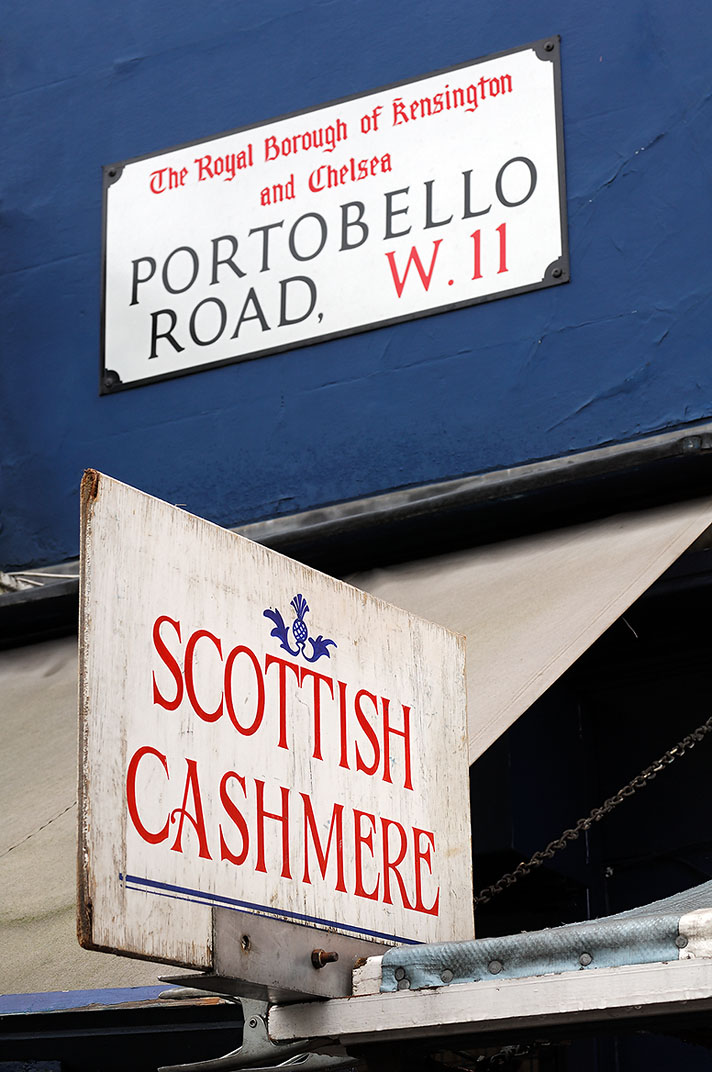 The Royal Borough of Kensington
and Chelsea
PORTOBELLO
ROAD, W.11
SCOTTISH
CASHMERE